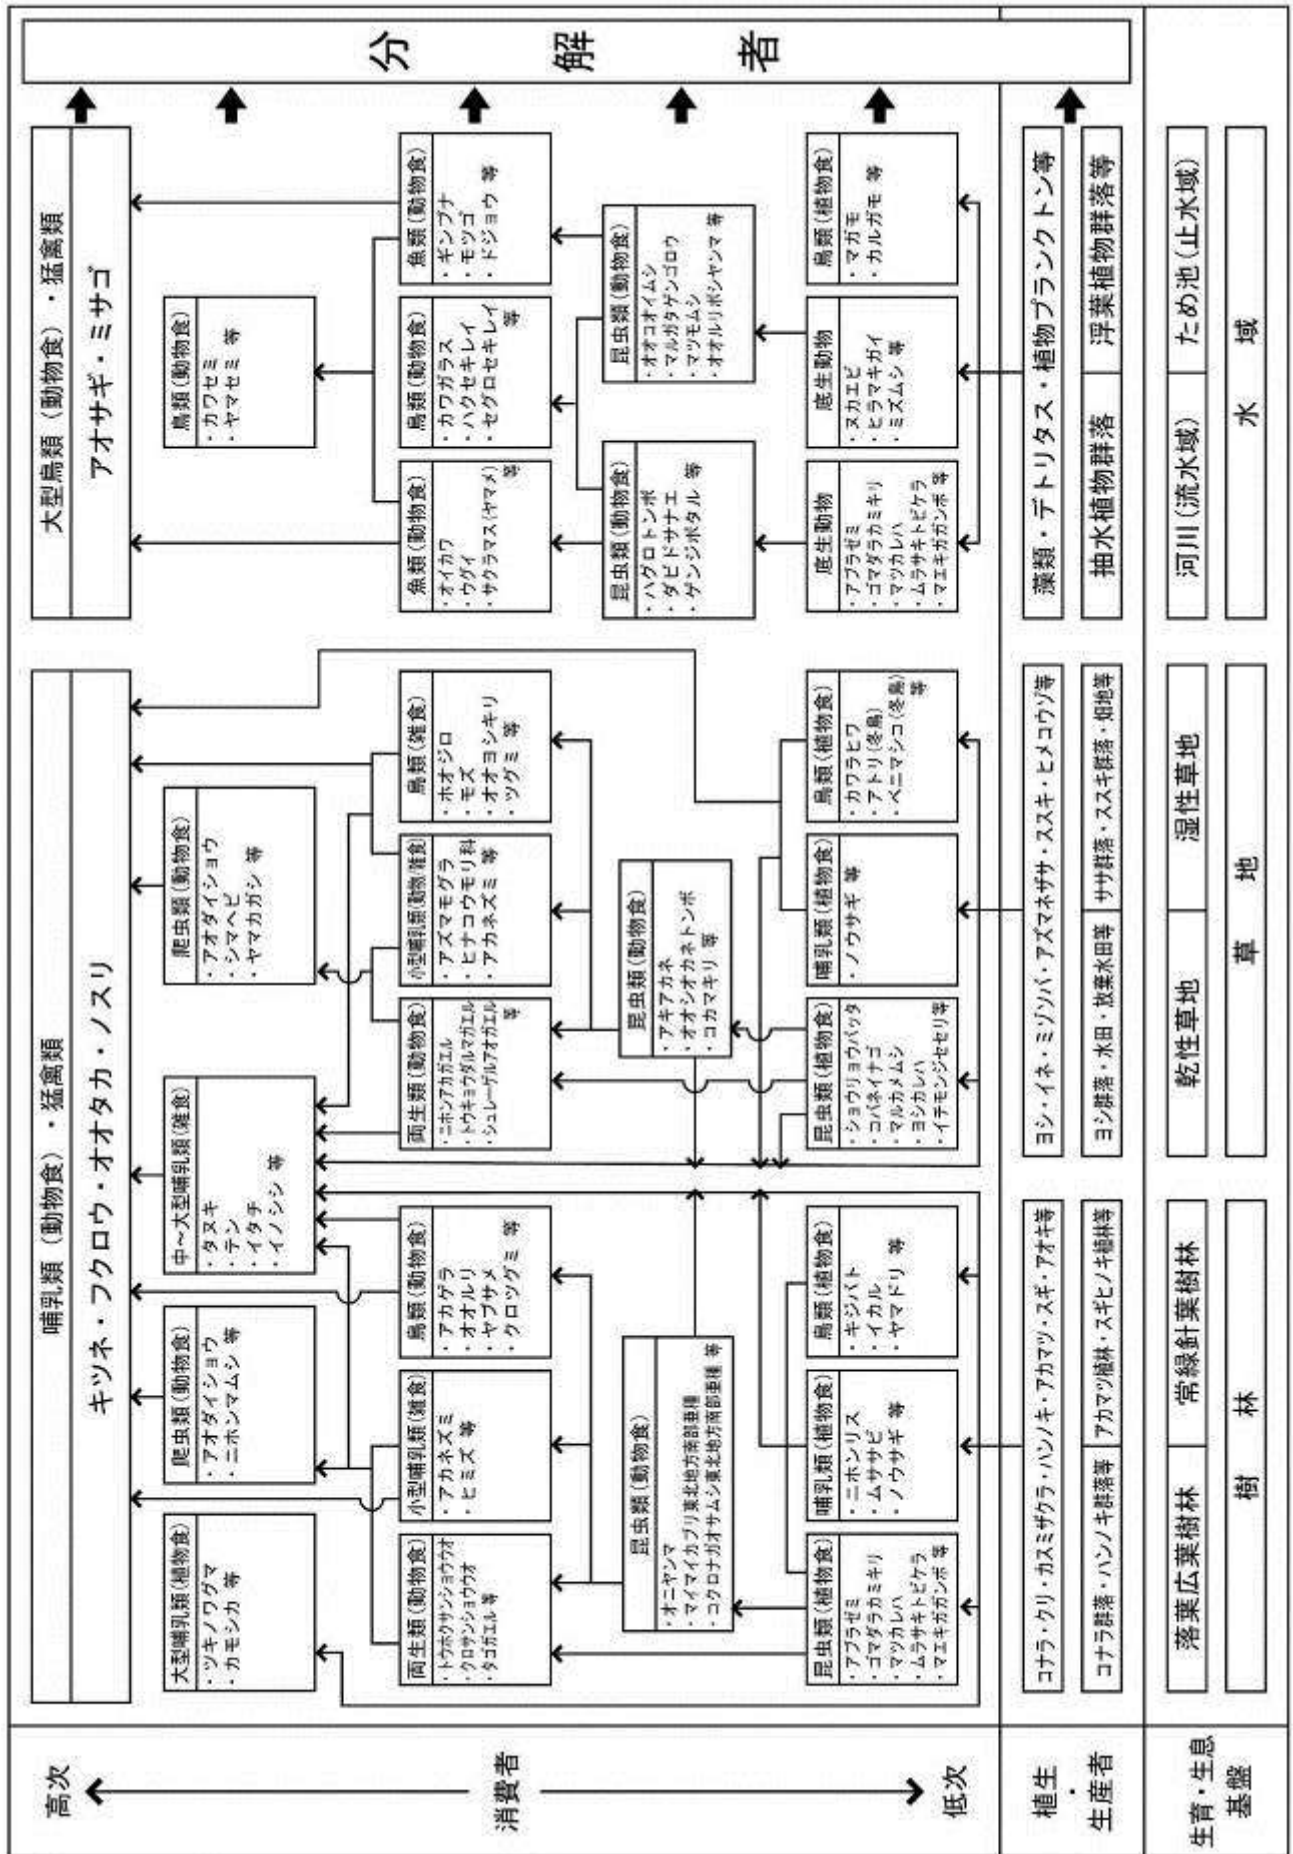 高次
消費者
低次
植生・生産者
生育・生息基盤
哺乳類（動物食）・猛禽類
キツネ・フクロウ・オオタカ・ノスリ
大型鳥類（動物食）・猛禽類
アオサギ・ミサゴ
分解者
大型哺乳類(植物食)
・ツキノワグマ
・カモシカ 等
爬虫類(動物食)
・アオダイショウ
・ニホンマムシ 等
中～大型哺乳類(雑食)
・タヌキ
・テン
・イタチ
・イノシシ 等
爬虫類(動物食)
・アオダイショウ
・シマヘビ
・ヤマカガシ 等
鳥類(動物食)
・カワセミ
・ヤマセミ 等
両生類(動物食)
・トウホクサンショウウオ
・クロサンショウウオ
・タゴガエル 等
小型哺乳類(雑食)
・アカネズミ
・ヒミズ 等
鳥類(動物食)
・アカゲラ
・オオルリ
・ヤブサメ
・クロツグミ 等
両生類(動物食)
・ニホンアカガエル
・トウキョウダルマガエル
・シュレーゲルアオガエル
等
小型哺乳類(動物/雑食)
・アズマモグラ
・ヒナコウモリ科
・アカネズミ 等
鳥類(雑食)
・ホオジロ
・モズ
・オオヨシキリ
・ツグミ 等
魚類(動物食)
・オイカワ
・ウグイ
・サクラマス(ヤマメ)
等
鳥類(動物食)
・カワガラス
・ハクセキレイ
・セグロセキレイ
等
魚類(動物食)
・ギンブナ
・モツゴ
・ドジョウ 等
昆虫類(動物食)
・オニヤンマ
・マイマイカブリ東北地方南部亜種
・コクロナガオサムシ東北地方南部亜種 等
昆虫類(動物食)
・アキアカネ
・オオシオカネトンボ
・コカマキリ 等
昆虫類(動物食)
・ハグロトンボ
・ダビドサナエ
・ゲンジボタル 等
昆虫類(動物食)
・オオコオイムシ
・マルガタゲンゴロウ
・マツモムシ
・オオルリボシヤンマ 等
昆虫類(植物食)
・アブラゼミ
・ゴマダラカミキリ
・マツカレハ
・ムラサキトビケラ
・マエキガガンボ 等
哺乳類(植物食)
・ニホンリス
・ムササビ
・ノウサギ 等
鳥類(植物食)
・キジバト
・イカル
・ヤマドリ 等
昆虫類(植物食)
・ショウリョウバッタ
・コバネイナゴ
・マルカメムシ
・ヨシカレハ
・イチモンジセセリ等
哺乳類(植物食)
・ノウサギ 等
鳥類(植物食)
・カワラヒワ
・アトリ(冬鳥)
・ベニマシコ(冬鳥)
等
底生動物
・アブラゼミ
・ゴマダラカミキリ
・マツカレハ
・ムラサキトビケラ
・マエキガガンボ 等
底生動物
・ヌカエビ
・ヒラマキガイ
・ミズムシ 等
鳥類(植物食)
・マガモ
・カルガモ 等
コナラ・クリ・カスミザクラ・ハンノキ・アカマツ・スギ・アオキ等
ヨシ・イネ・ミゾソバ・アズマネザサ・ススキ・ヒメコウゾ等
藻類・デトリタス・植物プランクトン等
コナラ群落・ハンノキ群落等
アカマツ植林・スギヒノキ植林等
ヨシ群落・水田・放棄水田等
ササ群落・ススキ群落・畑地等
抽水植物群落
浮葉植物群落等
落葉広葉樹林
常緑針葉樹林
乾性草地
湿性草地
河川(流水域)
ため池(止水域)
樹林
草地
水域